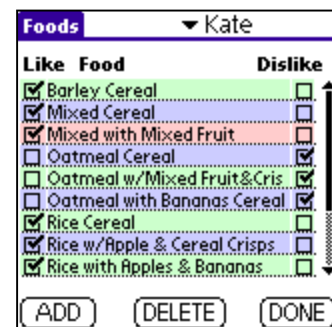 Foods Kate
Like Food Dislike
Barley Cereal
Mixed Cereal
Mixed with Mixed Fruit
Oatmeal Cereal
Oatmeal w/Mixed Fruit&Cris
Oatmeal with Bananas Cereal
Rice Cereal
Rice w/Apple & Cereal Crisps
Rice with Apples & Bananas
ADD DELETE DONE